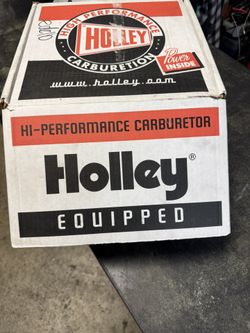 HIGH PERFORMANCE
HOLLEY
CARBURETION
Power
INSIDE
www.holley.com
HI-PERFORMANCE CARBURETOR
Holley®
EQUIPPED